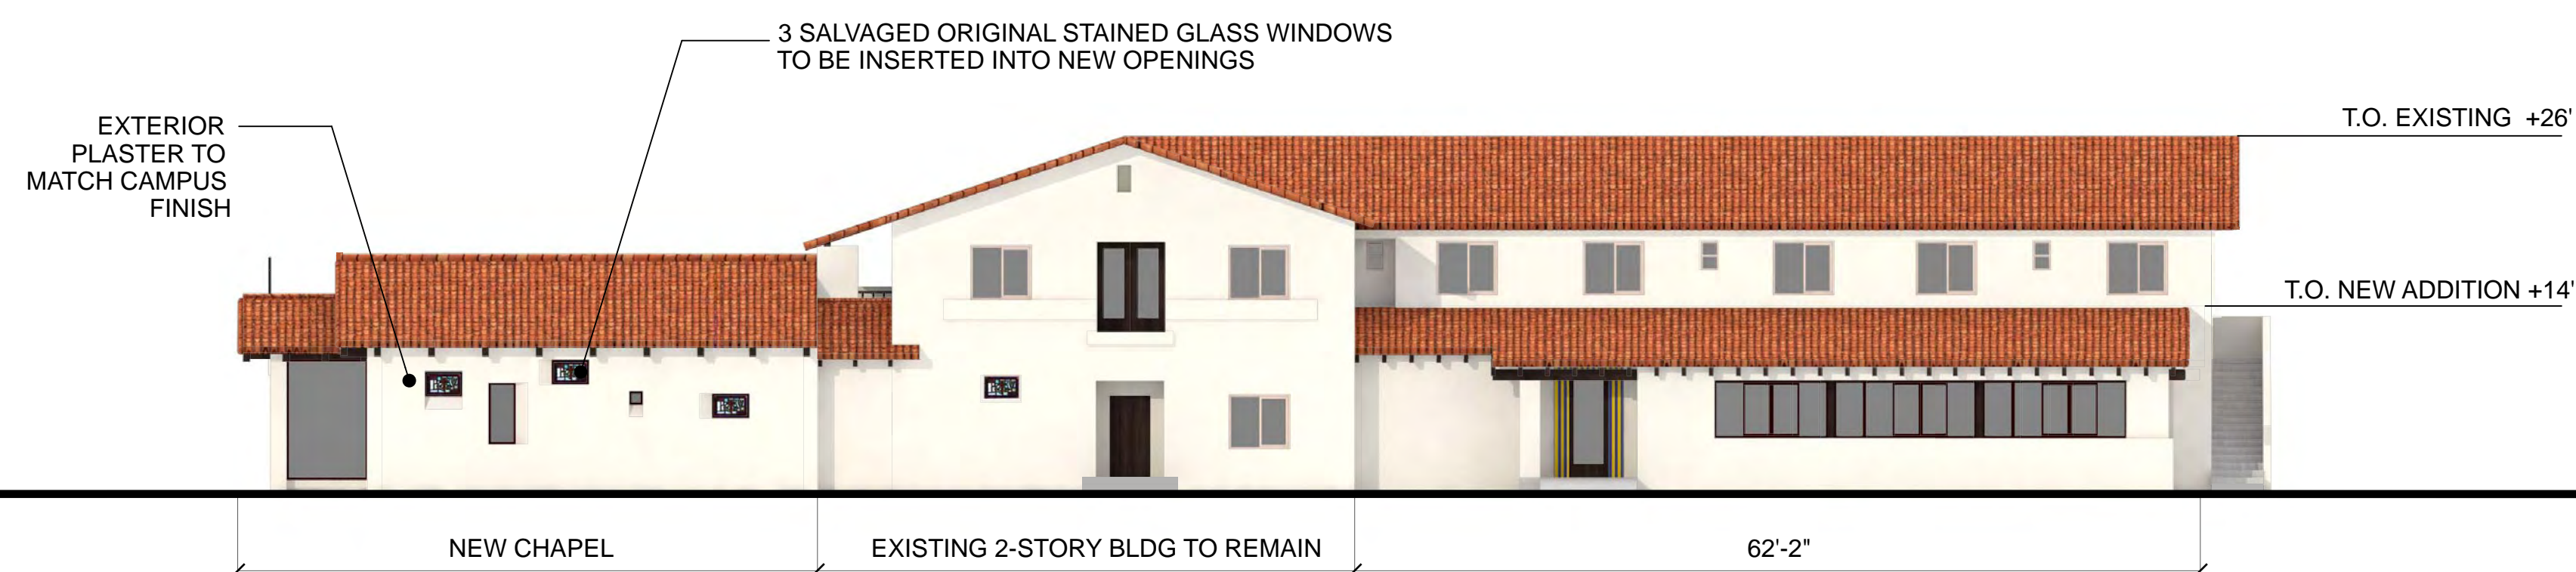 3 SALVAGED ORIGINAL STAINED GLASS WINDOWS
TO BE INSERTED INTO NEW OPENINGS
EXTERIOR
PLASTER TO
MATCH CAMPUS
FINISH
T.O. EXISTING +26'
T.O. NEW ADDITION +14'
NEW CHAPEL
EXISTING 2-STORY BLDG TO REMAIN
62'-2"